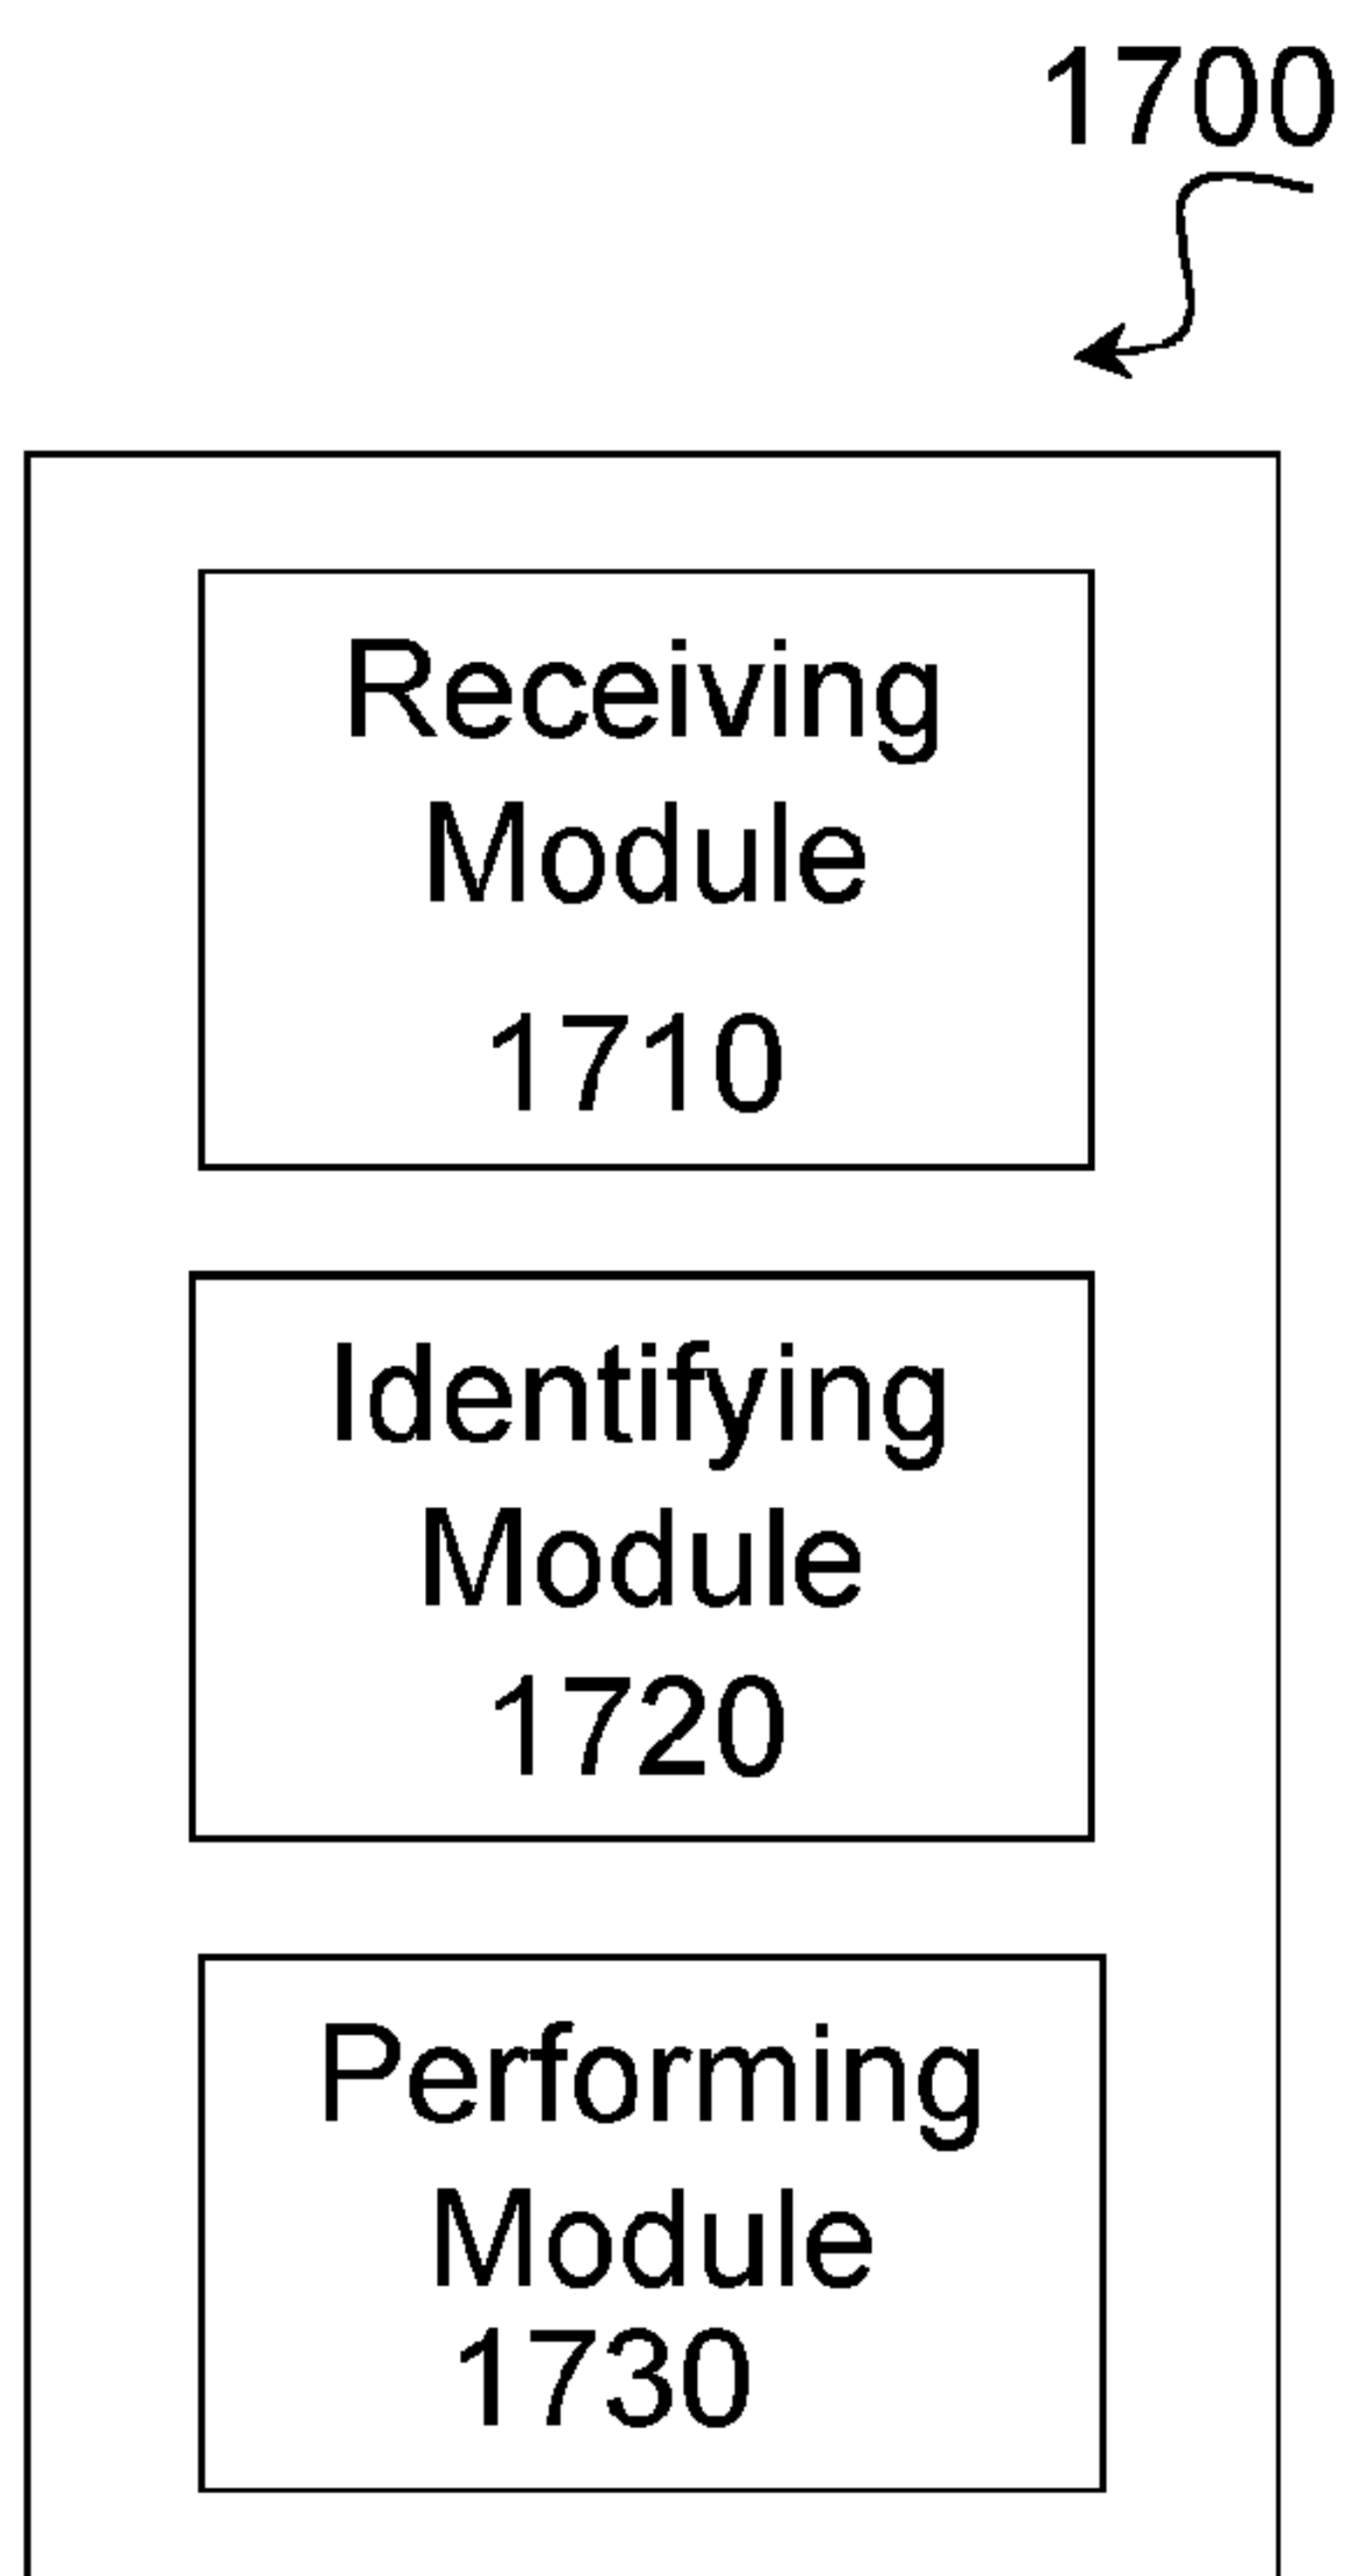 1700
Receiving
Module
1710
Identifying
Module
1720
Performing
Module
1730